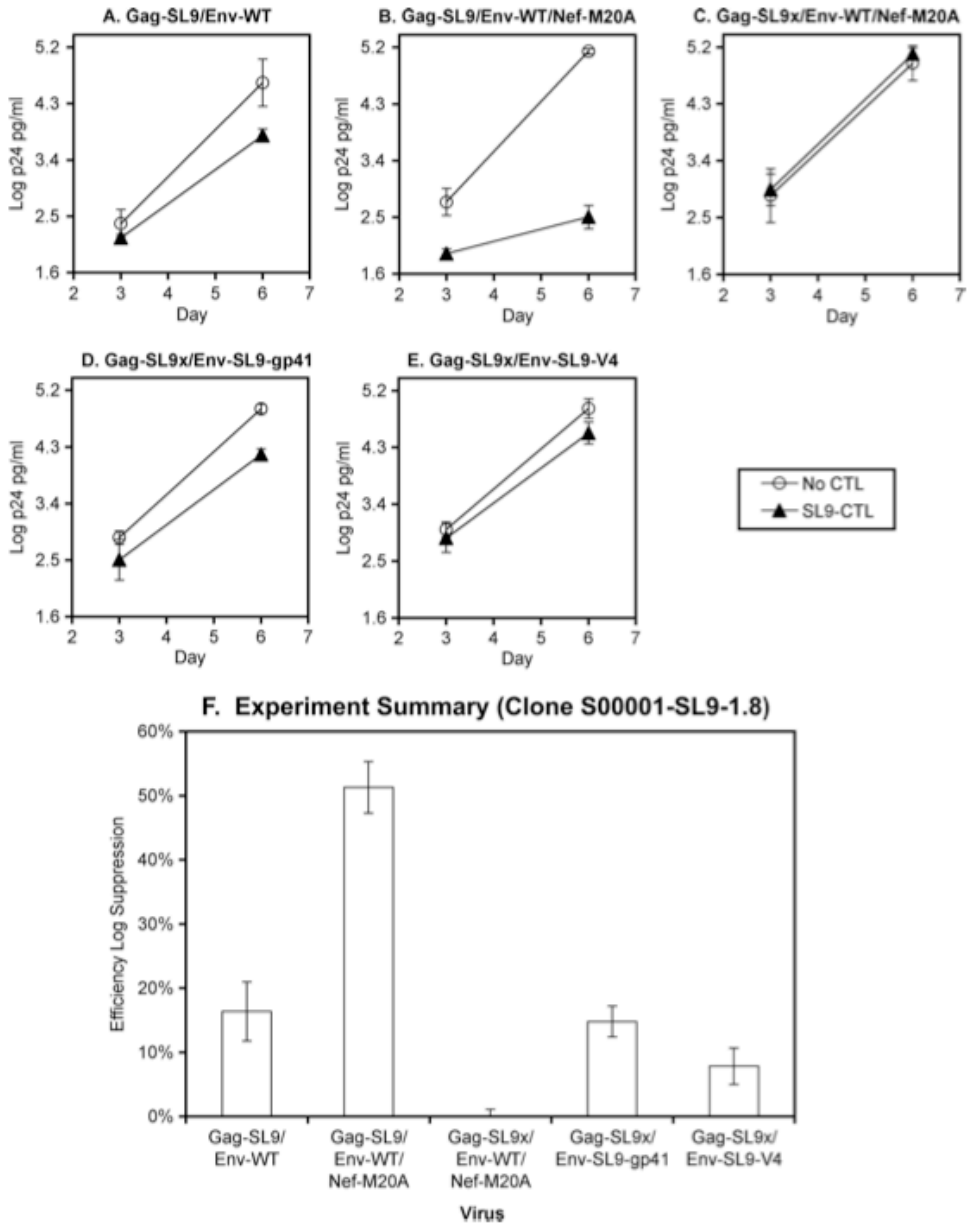 A. Gag-SL9/Env-WT
B. Gag-SL9/Env-WT/Nef-M20A
C. Gag-SL9x/Env-WT/Nef-M20A
Log p24 pg/ml
5.2
4.3
3.4
2.5
1.6
2 3 4 5 6 7
Day
Log p24 pg/ml
5.2
4.3
3.4
2.5
1.6
2 3 4 5 6 7
Day
Log p24 pg/ml
5.2
4.3
3.4
2.5
1.6
2 3 4 5 6 7
Day
D. Gag-SL9x/Env-SL9-gp41
E. Gag-SL9x/Env-SL9-V4
Log p24 pg/ml
5.2
4.3
3.4
2.5
1.6
2 3 4 5 6 7
Day
Log p24 pg/ml
5.2
4.3
3.4
2.5
1.6
2 3 4 5 6 7
Day
No CTL
SL9-CTL
F. Experiment Summary (Clone S00001-SL9-1.8)
Efficiency Log Suppression
60%
50%
40%
30%
20%
10%
0%
Gag-SL9/
Env-WT
Gag-SL9/
Env-WT/
Nef-M20A
Gag-SL9x/
Env-WT/
Nef-M20A
Gag-SL9x/
Env-SL9-gp41
Gag-SL9x/
Env-SL9-V4
Virus